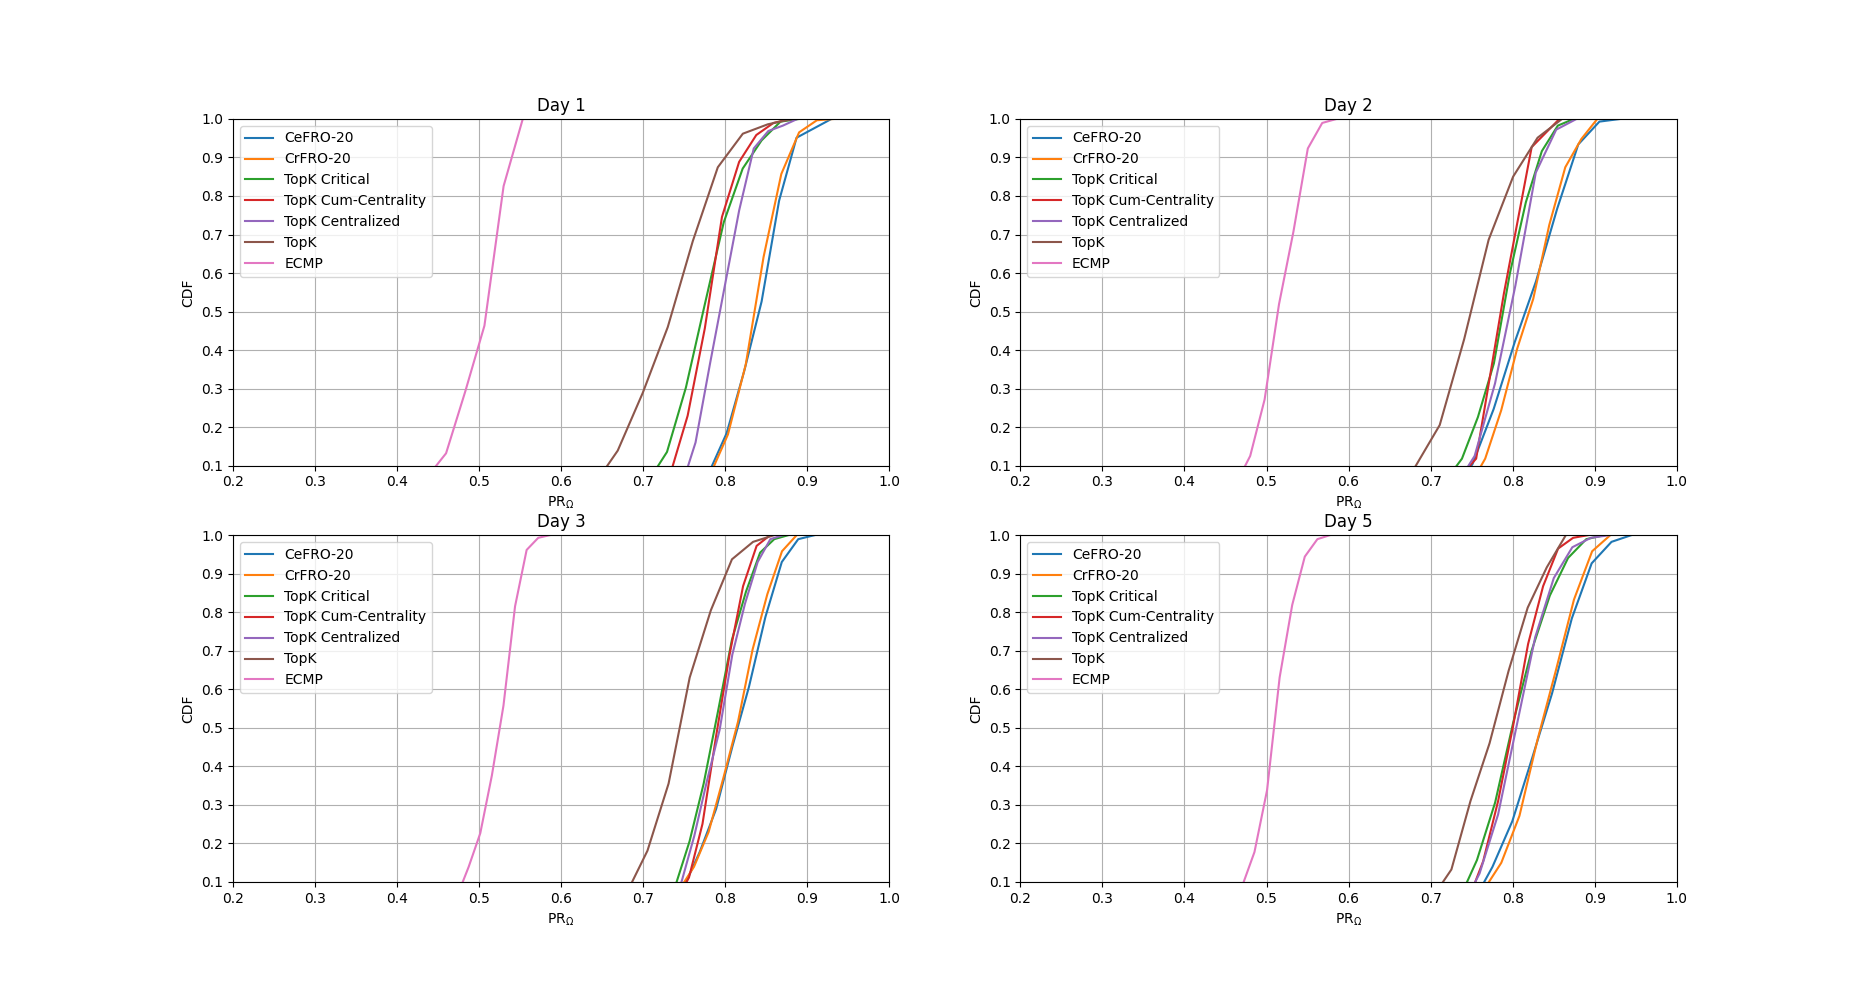 Day 1
1.0
0.9
0.8
0.7
0.6
0.5
0.4
0.3
0.2
0.1
CDF
CeFRO-20
CrFRO-20
TopK Critical
TopK Cum-Centrality
TopK Centralized
TopK
ECMP
0.2 0.3 0.4 0.5 0.6 0.7 0.8 0.9 1.0
PRΩ
Day 2
1.0
0.9
0.8
0.7
0.6
0.5
0.4
0.3
0.2
0.1
CDF
CeFRO-20
CrFRO-20
TopK Critical
TopK Cum-Centrality
TopK Centralized
TopK
ECMP
0.2 0.3 0.4 0.5 0.6 0.7 0.8 0.9 1.0
PRΩ
Day 3
1.0
0.9
0.8
0.7
0.6
0.5
0.4
0.3
0.2
0.1
CDF
CeFRO-20
CrFRO-20
TopK Critical
TopK Cum-Centrality
TopK Centralized
TopK
ECMP
0.2 0.3 0.4 0.5 0.6 0.7 0.8 0.9 1.0
PRΩ
Day 5
1.0
0.9
0.8
0.7
0.6
0.5
0.4
0.3
0.2
0.1
CDF
CeFRO-20
CrFRO-20
TopK Critical
TopK Cum-Centrality
TopK Centralized
TopK
ECMP
0.2 0.3 0.4 0.5 0.6 0.7 0.8 0.9 1.0
PRΩ